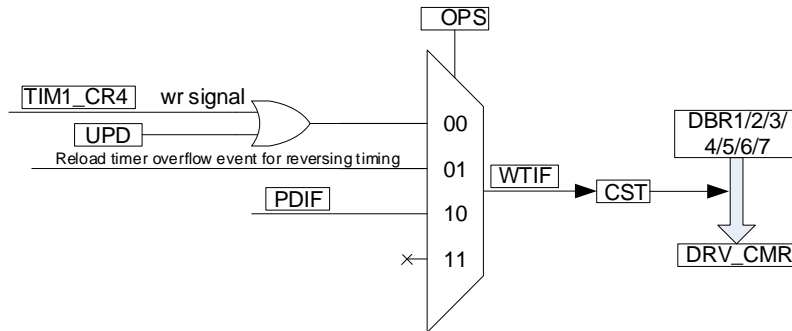 OPS
TIM1_CR4 wr signal
UPD
00
DBR1/2/3/
4/5/6/7
Reload timer overflow event for reversing timing
01
WTIF
CST
PDIF
10
11
DRV_CMR